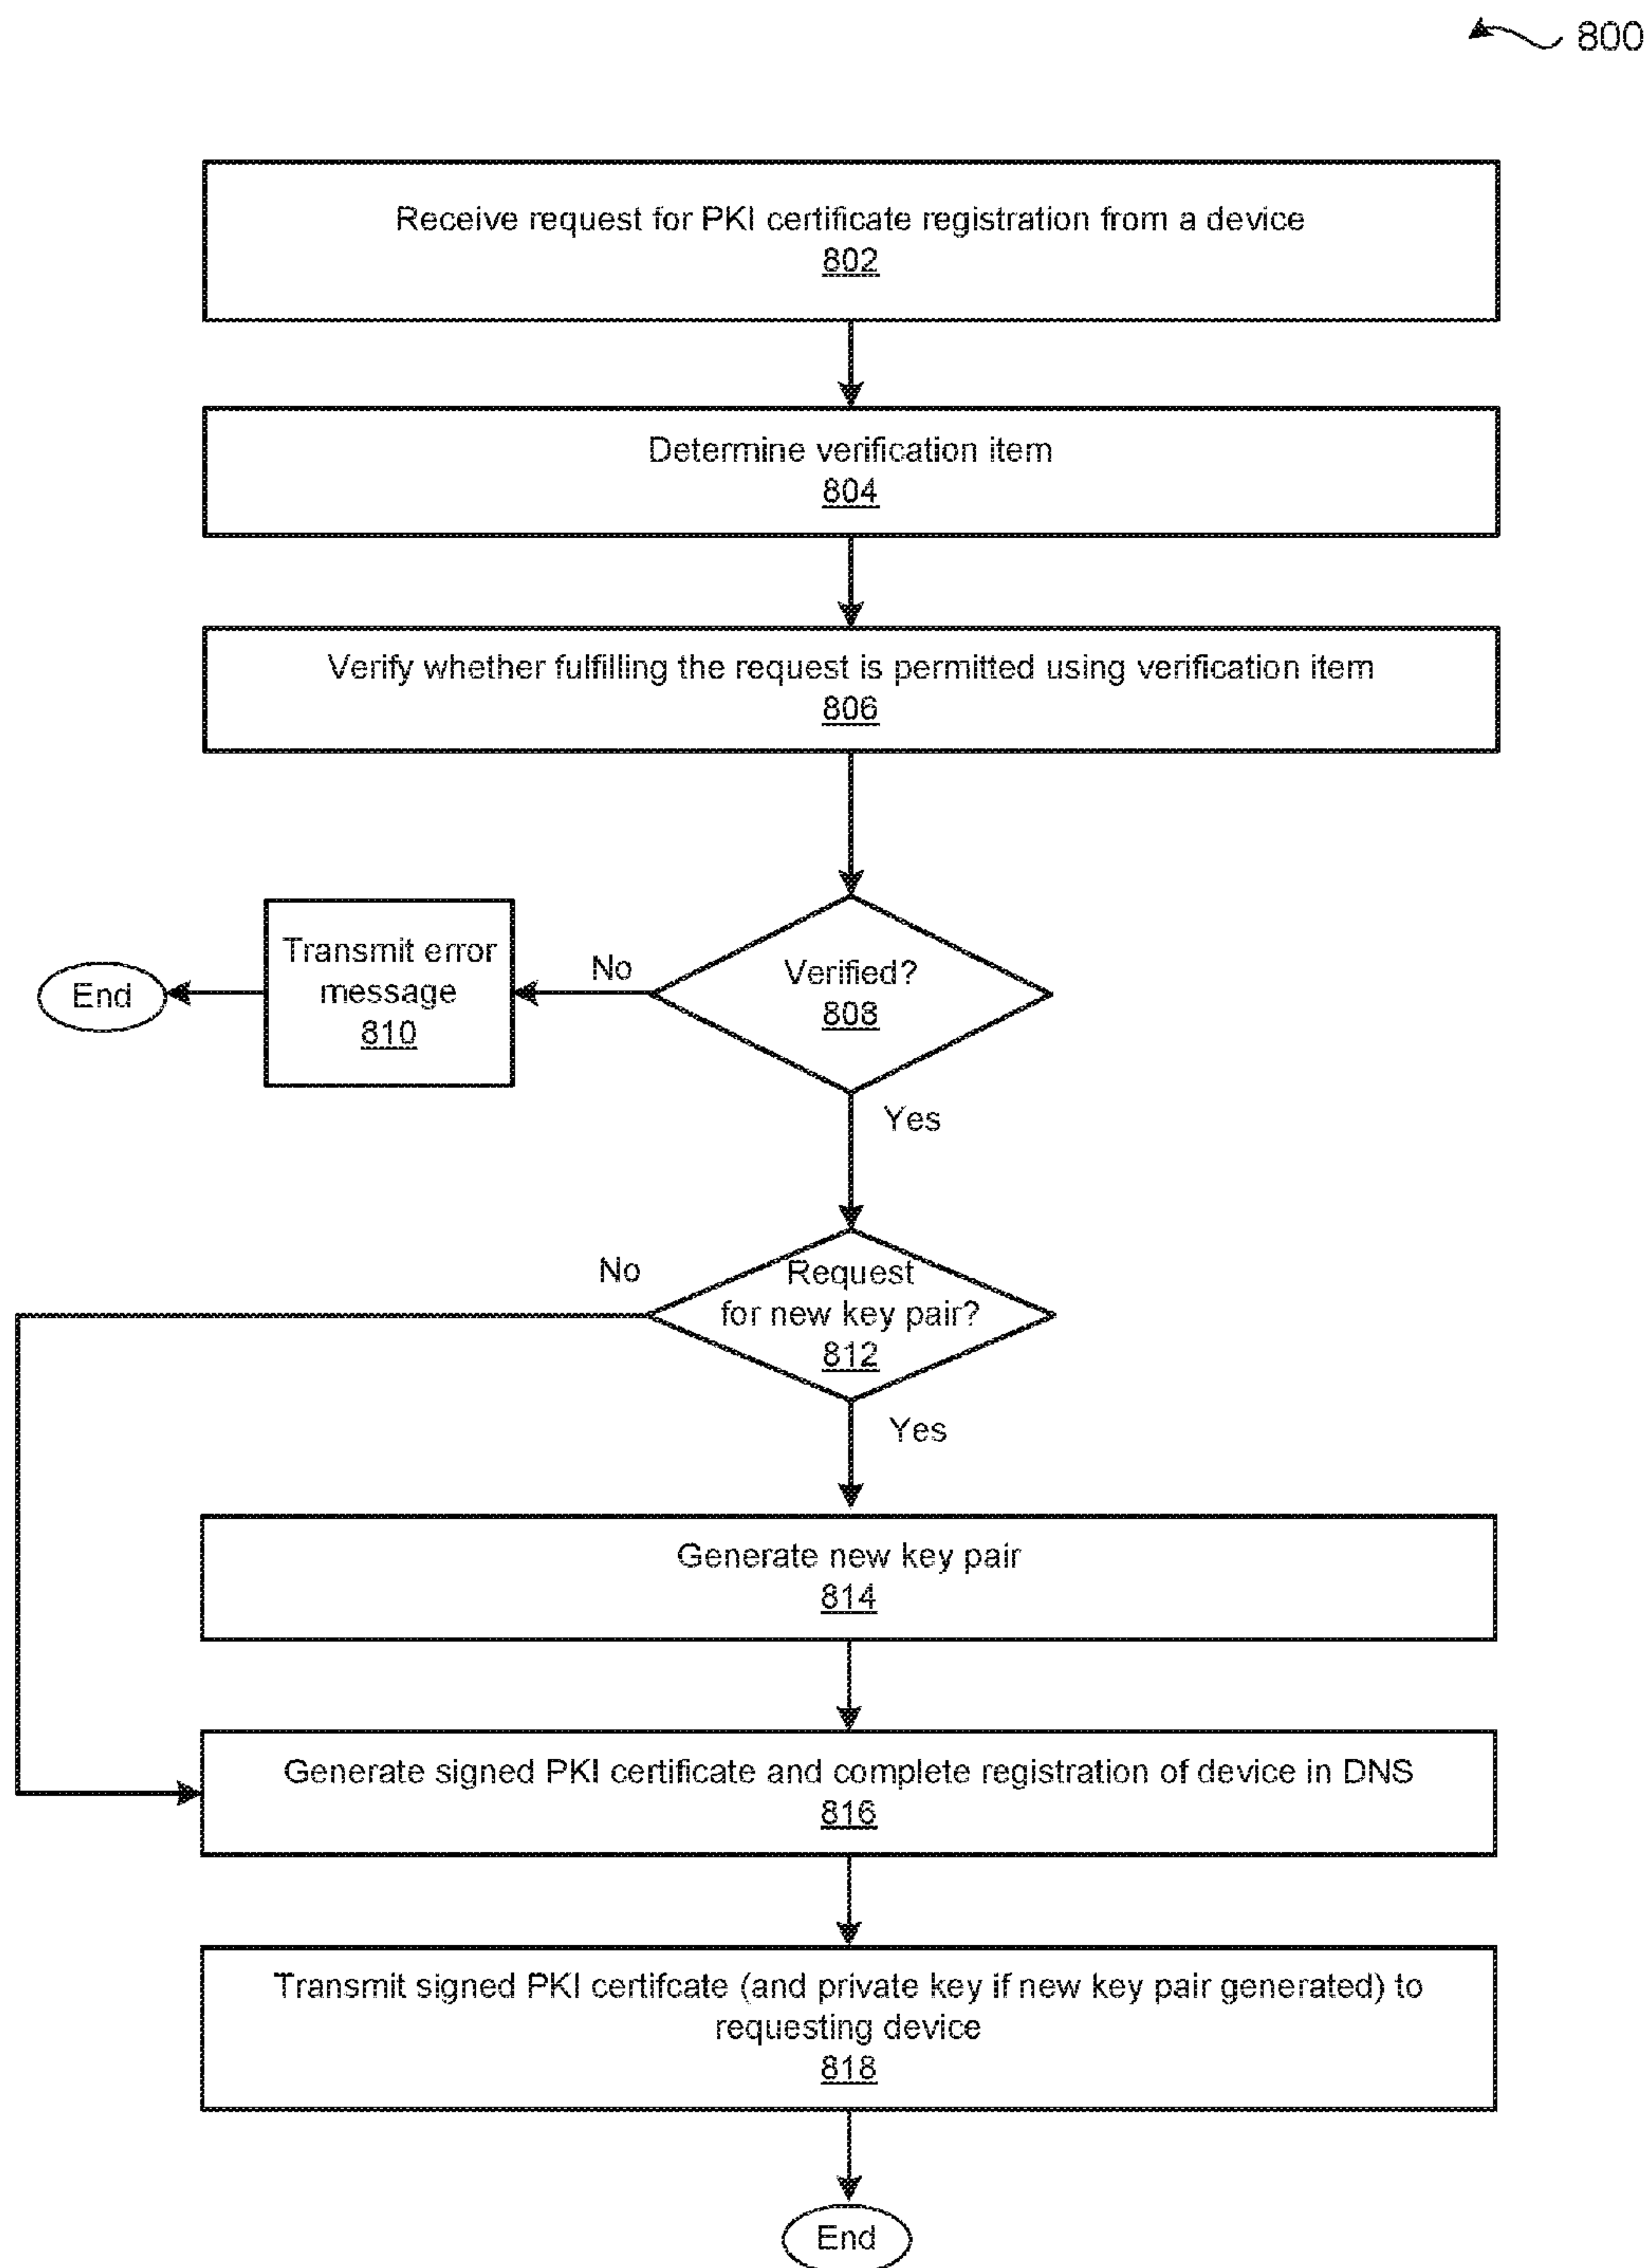 800
Receive request for PKI certificate registration from a device
802
Determine verification item
804
Verify whether fulfilling the request is permitted using verification item
806
Transmit error
message
810
End
No
Verified?
808
Yes
No
Request
for new key pair?
812
Yes
Generate new key pair
814
Generate signed PKI certificate and complete registration of device in DNS
816
Transmit signed PKI certifcate (and private key if new key pair generated) to
requesting device
818
End